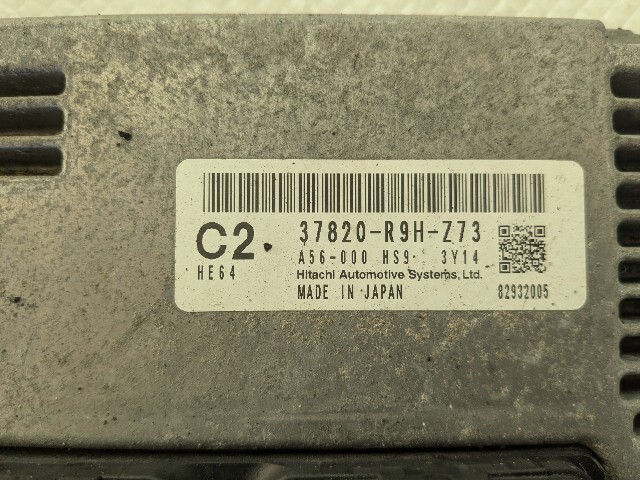 C2
37820-R9H-Z73
HE64
A56-000 HS9 3Y14
Hitachi Automotive Systems, Ltd.
MADE IN JAPAN
82932005